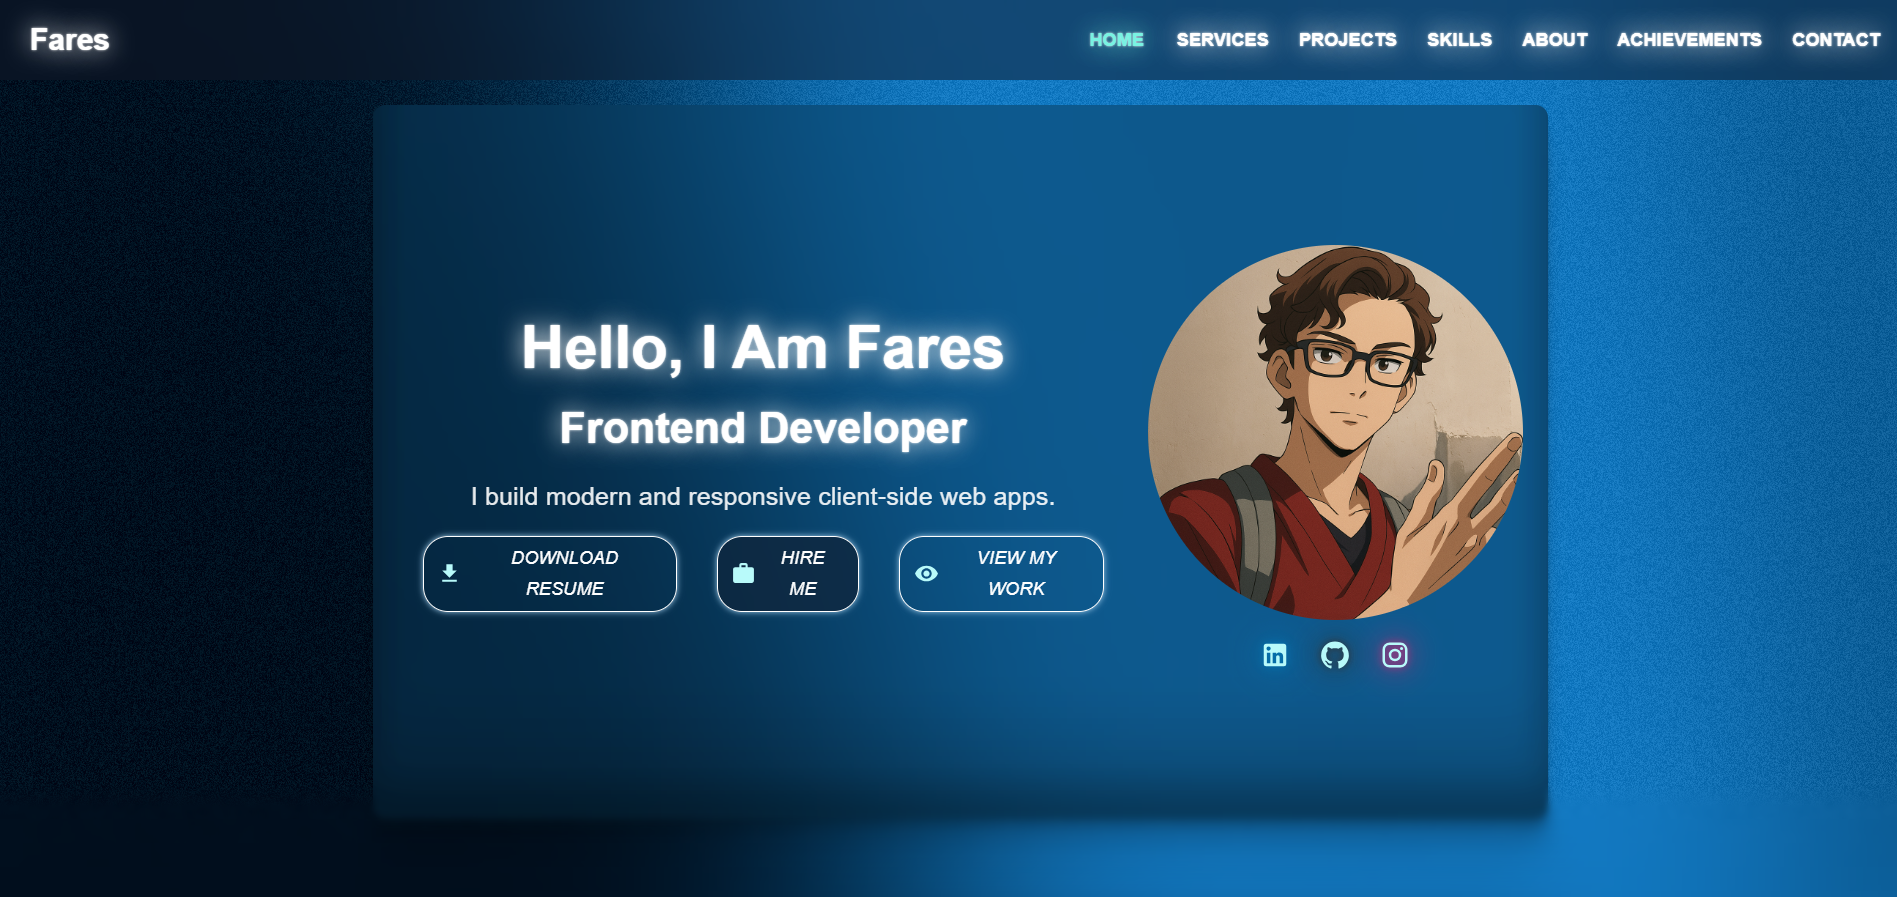 Fares
HOME SERVICES PROJECTS SKILLS ABOUT ACHIEVEMENTS CONTACT
Hello, I Am Fares
Frontend Developer
I build modern and responsive client-side web apps.
DOWNLOAD
RESUME
HIRE
ME
VIEW MY
WORK
in